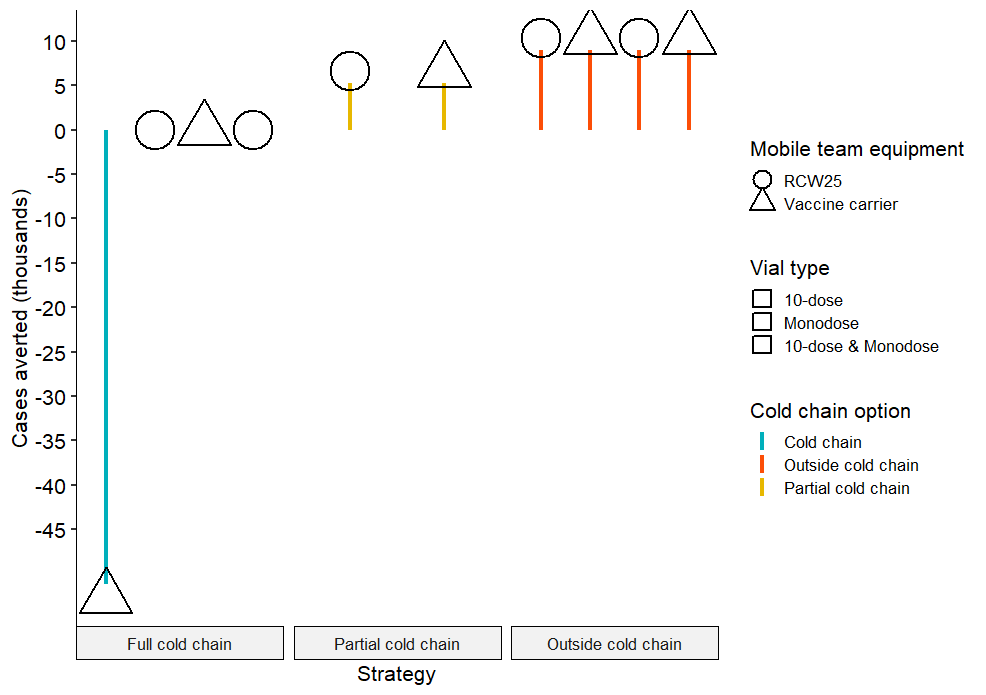 10
5
0
-5
-10
-15
-20
-25
-30
-35
-40
-45
Cases averted (thousands)
Full cold chain
Partial cold chain
Outside cold chain
Strategy
Mobile team equipment
RCW25
Vaccine carrier
Vial type
10-dose
Monodose
10-dose & Monodose
Cold chain option
Cold chain
Outside cold chain
Partial cold chain